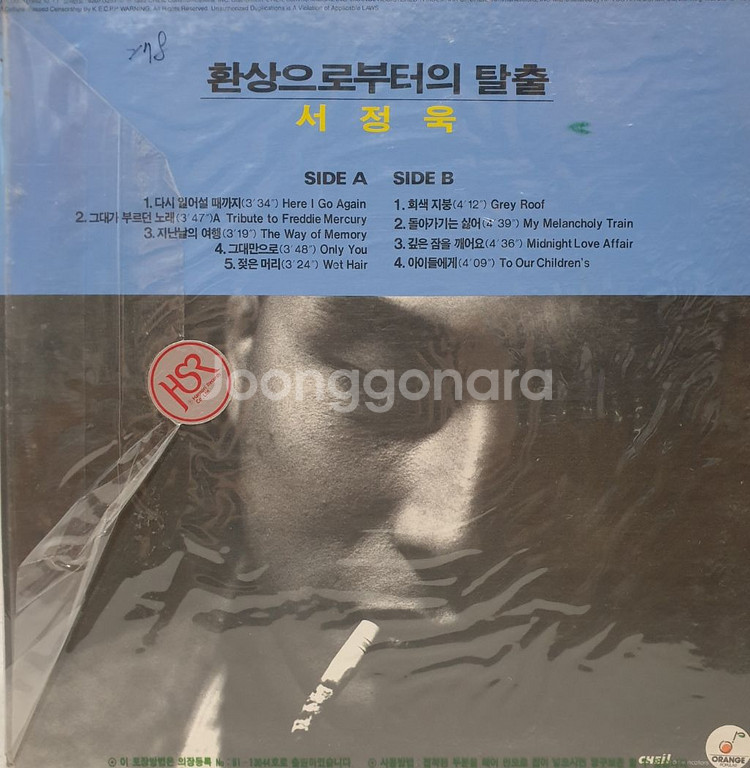 환상으로부터의 탈출
서 정 욱
SIDE A
1. 다시 일어설 때까지(3´34˝) Here I Go Again
2. 그대가 부르던 노래(3´47˝)A Tribute to Freddie Mercury
3. 지난날의 여행(3´19˝) The Way of Memory
4. 그대만으로(3´48˝) Only You
5. 젖은 머리(3´24˝) Wet Hair
SIDE B
1. 회색 지붕(4´12˝) Grey Roof
2. 돌아가기는 싫어(4´39˝) My Melancholy Train
3. 깊은 잠을 깨어요(4´36˝) Midnight Love Affair
4. 아이들에게(4´09˝) To Our Children's
HSR
Joonggonara
ORANGE